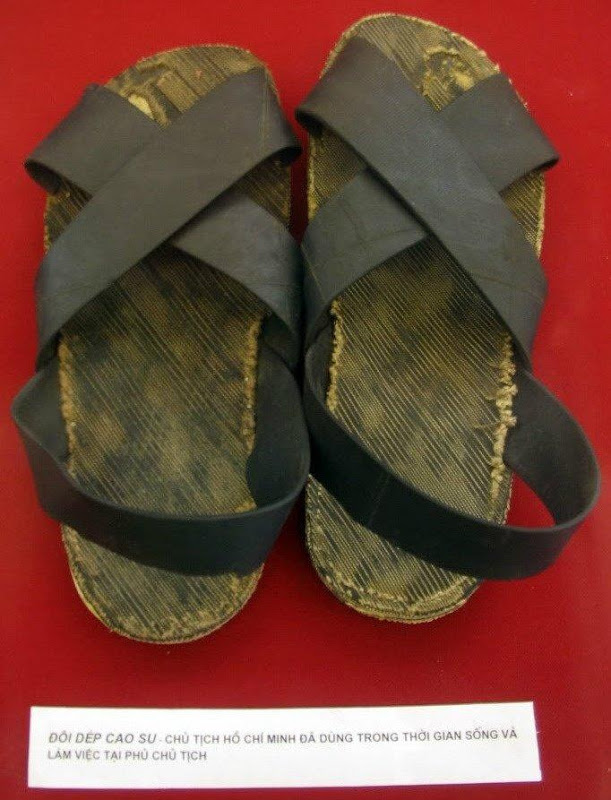 ĐÔI DÉP CAO SU - CHỦ TỊCH HỒ CHÍ MINH ĐÃ DÙNG TRONG THỜI GIAN SỐNG VÀ
LÀM VIỆC TẠI PHỦ CHỦ TỊCH